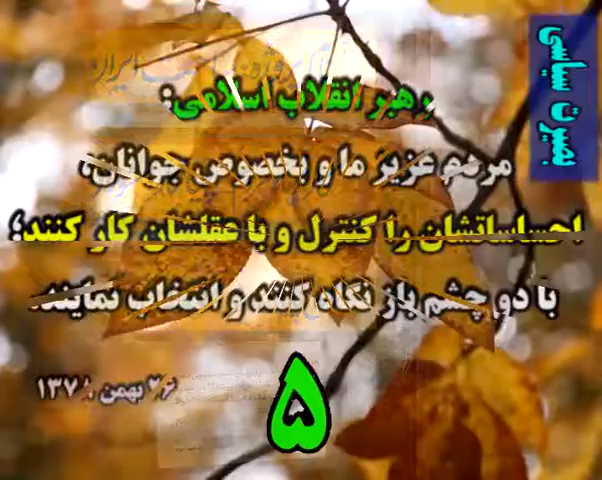 بصیرت سیاسی
رهبر انقلاب اسلامی:
مردم عزیز ما و بخصوص جوانان،
احساساتشان را کنترل و با عقلشان کار کنند؛
با دو چشم باز نگاه کنند و انتخاب نمایند.
۲۶ بهمن
۵